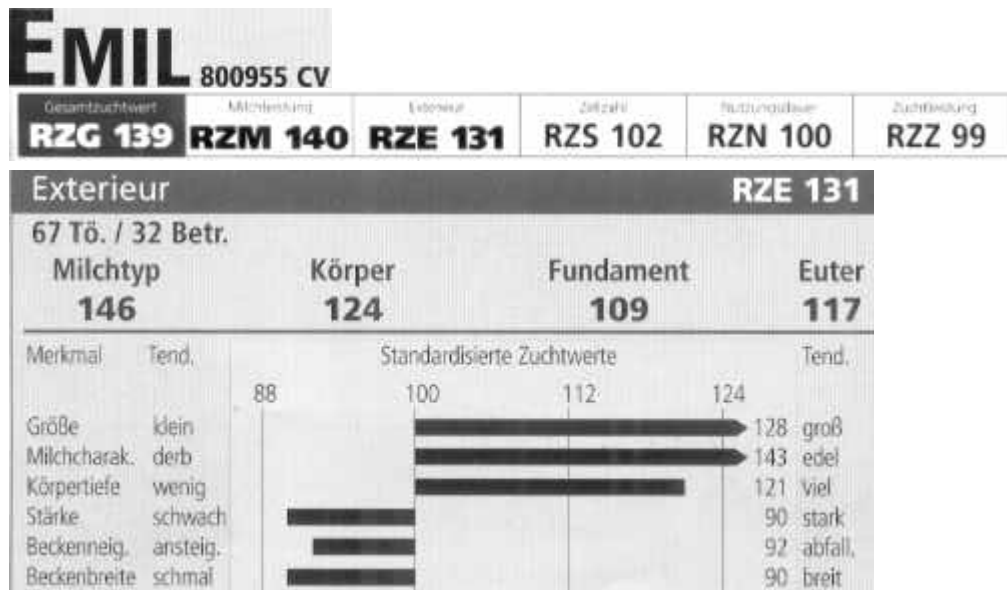 EMIL 800955 CV
Gesamtzuchtwert Milchleistung Exterieur Zellzahl Nutzungsdauer Zuchtleistung
RZG 139 RZM 140 RZE 131 RZS 102 RZN 100 RZZ 99
Exterieur RZE 131
67 Tö. / 32 Betr.
Milchtyp Körper Fundament Euter
146 124 109 117
Merkmal Tend. Standardisierte Zuchtwerte Tend.
88 100 112 124
Größe klein 128 groß
Milchcharak. derb 143 edel
Körpertiefe wenig 121 viel
Stärke schwach 90 stark
Beckenneig. ansteig. 92 abfall.
Beckenbreite schmal 90 breit